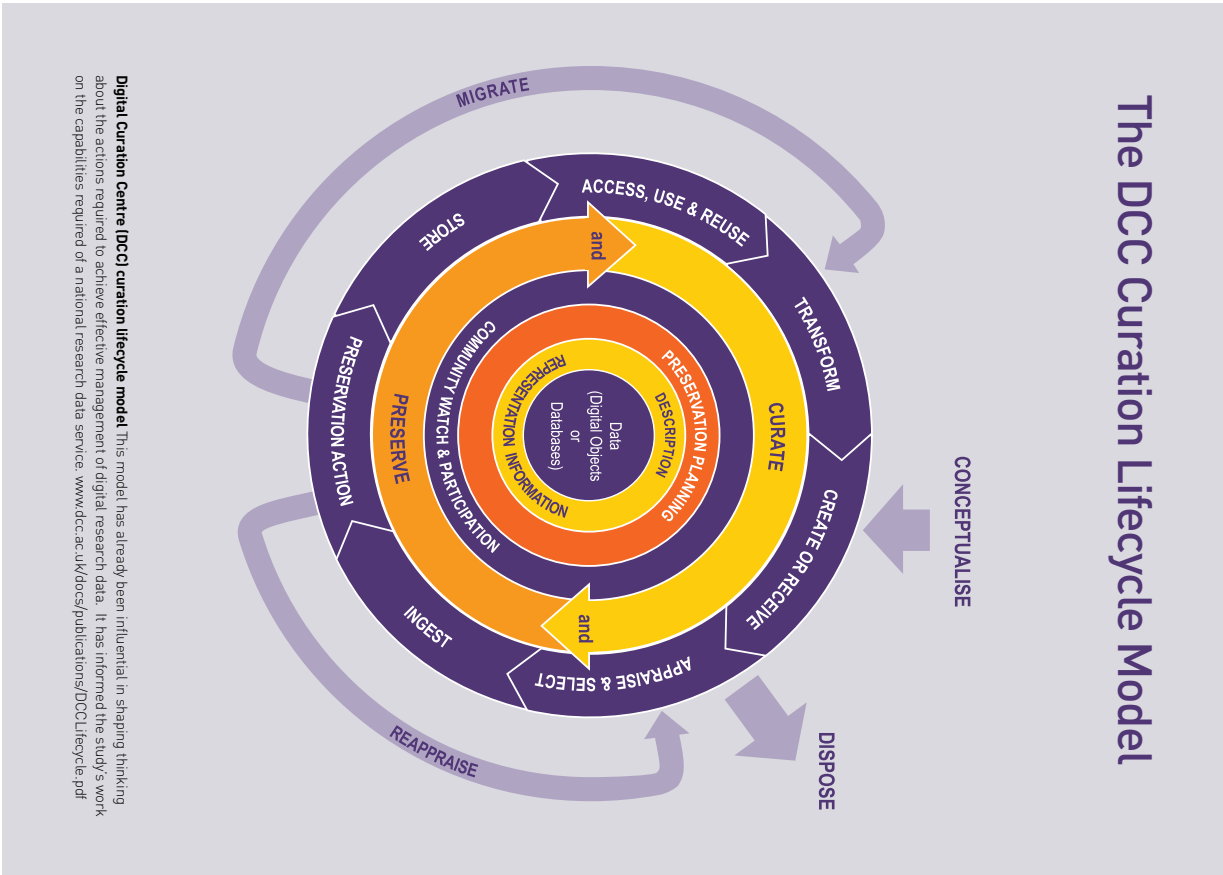 The DCC Curation Lifecycle Model
CONCEPTUALISE
DISPOSE
CREATE OR RECEIVE
APPRAISE & SELECT
INGEST
PRESERVATION ACTION
STORE
ACCESS, USE & REUSE
TRANSFORM
MIGRATE
REAPPRAISE
CURATE
and
PRESERVE
and
COMMUNITY WATCH & PARTICIPATION
PRESERVATION PLANNING
DESCRIPTION
REPRESENTATION INFORMATION
Data
(Digital Objects
or
Databases)
Digital Curation Centre (DCC) curation lifecycle model This model has already been influential in shaping thinking
about the actions required to achieve effective management of digital research data. It has informed the study's work
on the capabilities required of a national research data service. www.dcc.ac.uk/docs/publications/DCCLifecycle.pdf